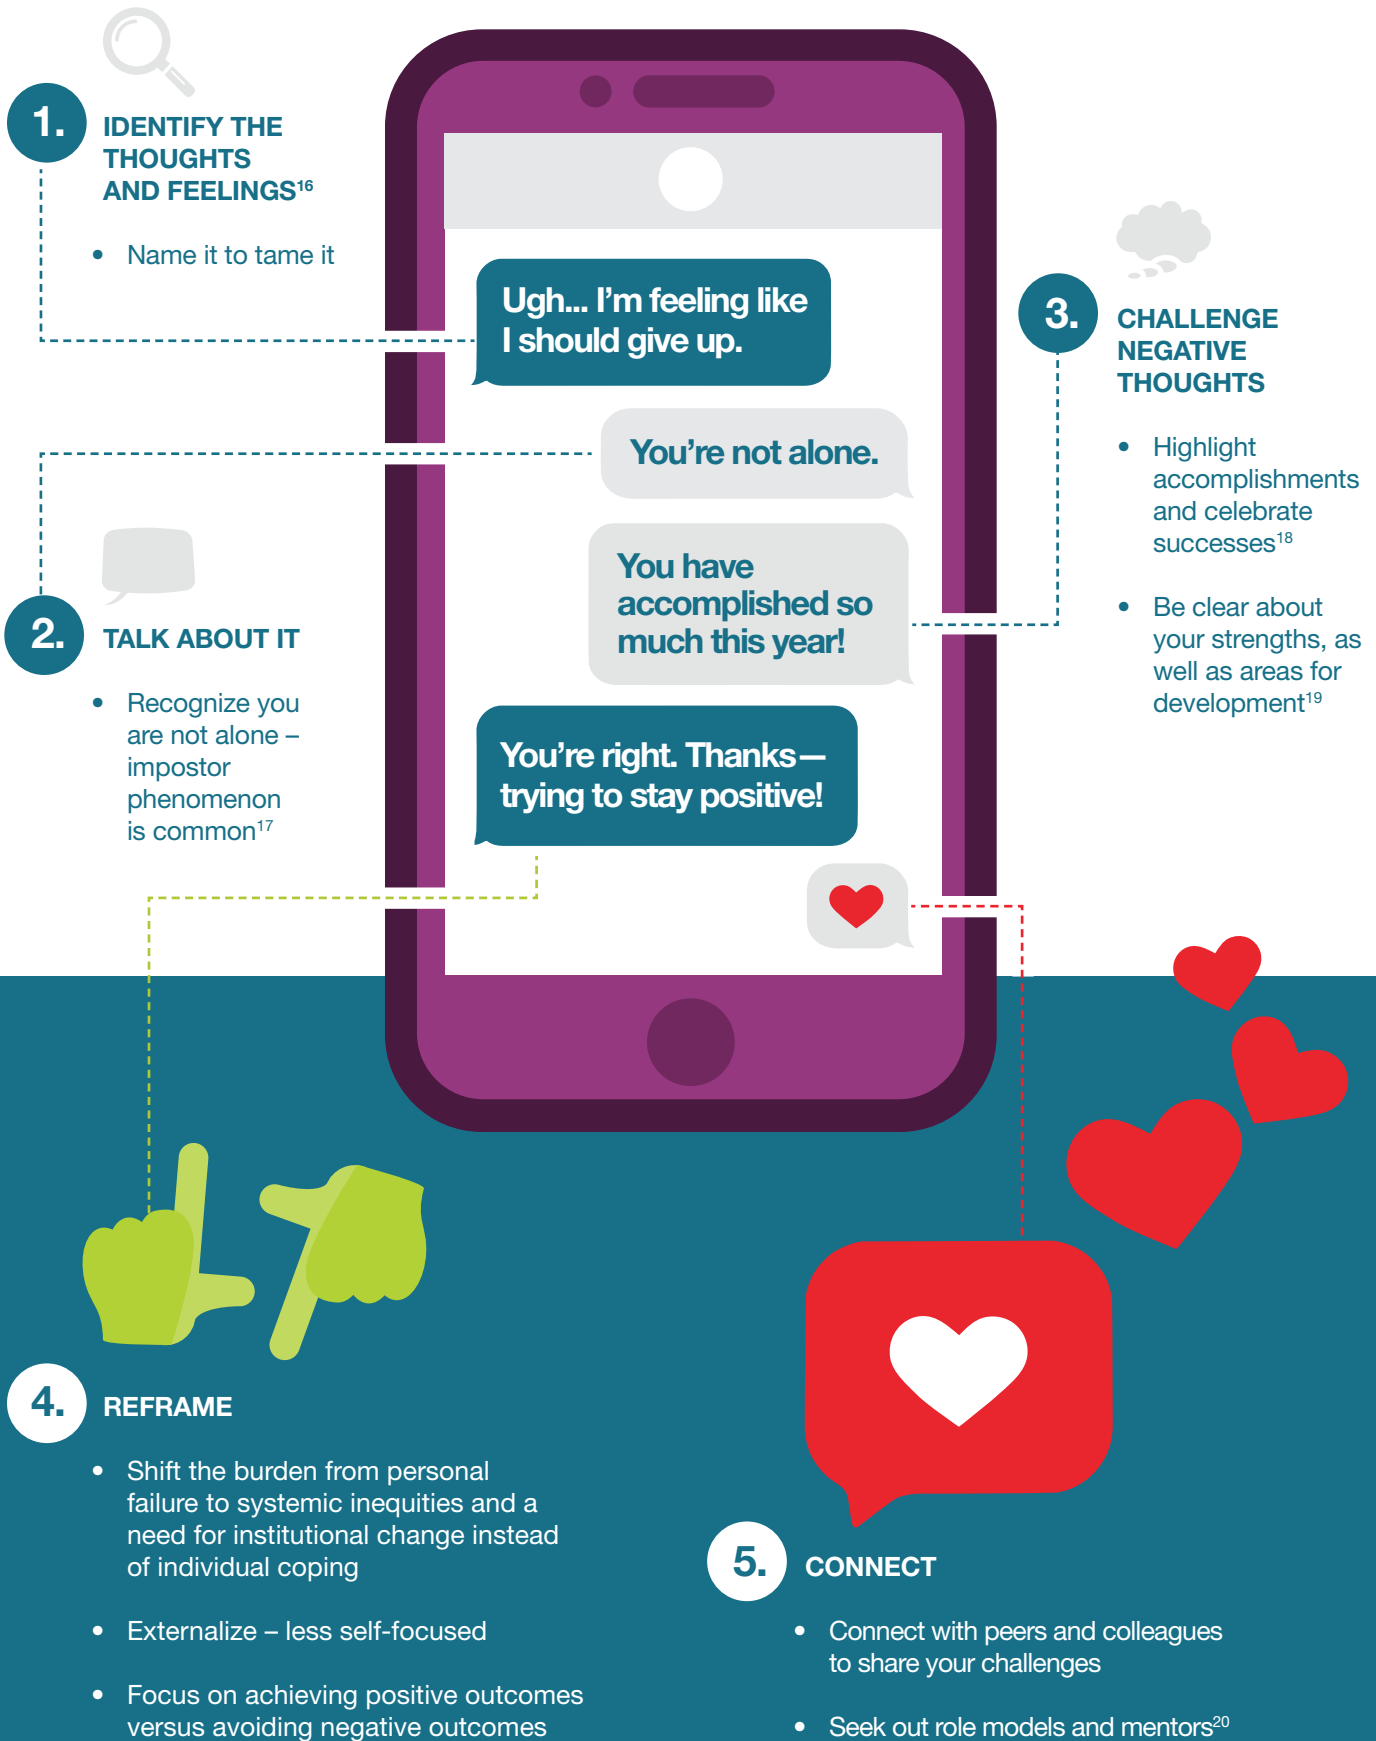 1.
IDENTIFY THE
THOUGHTS
AND FEELINGS¹⁶
• Name it to tame it
Ugh... I'm feeling like
I should give up.
You're not alone.
You have
accomplished so
much this year!
You're right. Thanks—
trying to stay positive!
2.
TALK ABOUT IT
• Recognize you
are not alone –
impostor
phenomenon
is common¹⁷
3.
CHALLENGE
NEGATIVE
THOUGHTS
• Highlight
accomplishments
and celebrate
successes¹⁸
• Be clear about
your strengths, as
well as areas for
development¹⁹
4.
REFRAME
• Shift the burden from personal
failure to systemic inequities and a
need for institutional change instead
of individual coping
• Externalize – less self-focused
• Focus on achieving positive outcomes
versus avoiding negative outcomes
5.
CONNECT
• Connect with peers and colleagues
to share your challenges
• Seek out role models and mentors²⁰